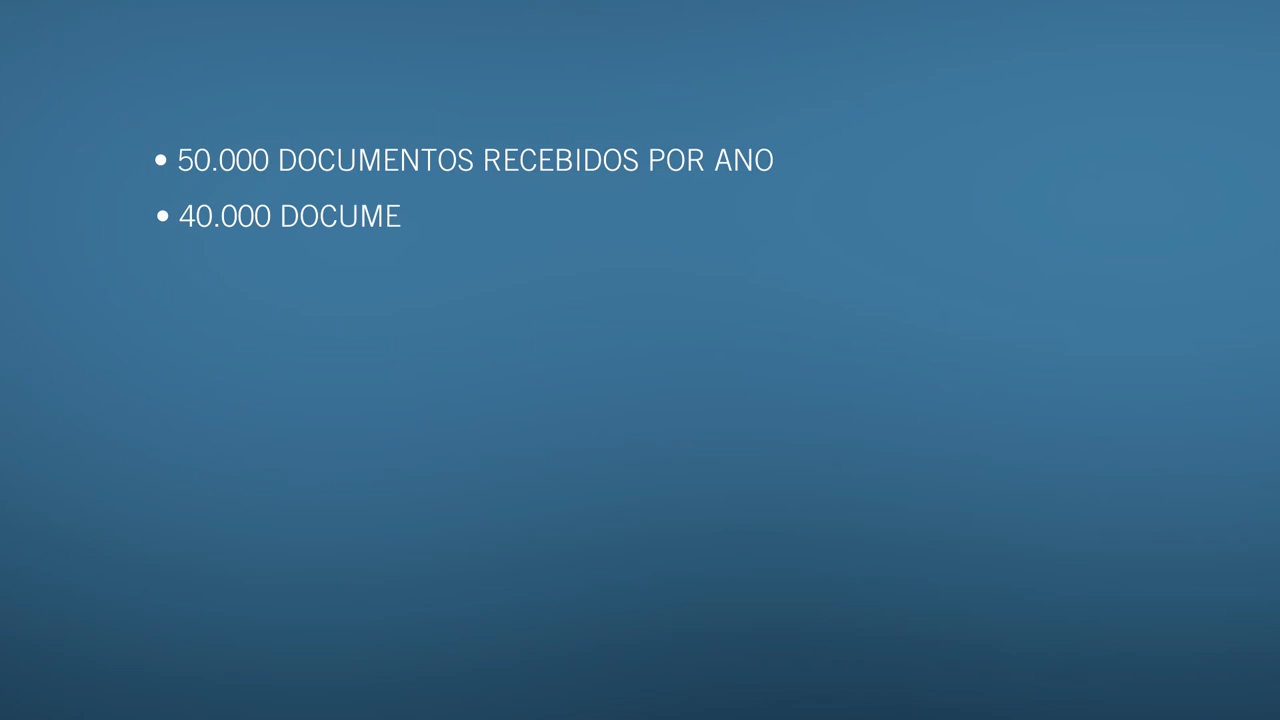 • 50.000 DOCUMENTOS RECEBIDOS POR ANO
• 40.000 DOCUME